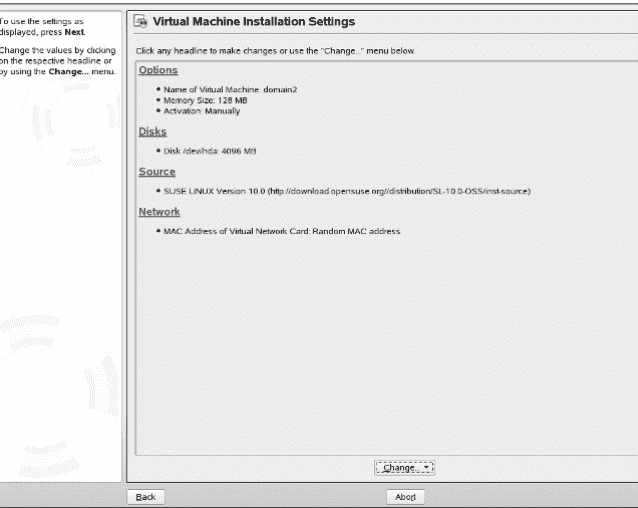 To use the settings as
displayed, press Next.
Change the values by clicking
on the respective headline or
by using the Change... menu.
Virtual Machine Installation Settings
Click any headline to make changes or use the "Change.." menu below.
Options
• Name of Virtual Machine: domain2
• Memory Size: 128 MB
• Activation: Manually
Disks
• Disk /dev/hda: 4096 MB
Source
• SUSE LINUX Version 10.0 (http://download.opensuse.org//distribution/SL-10.0-OSS/inst-source)
Network
• MAC Address of Virtual Network Card: Random MAC address
Change..
Back
Abort